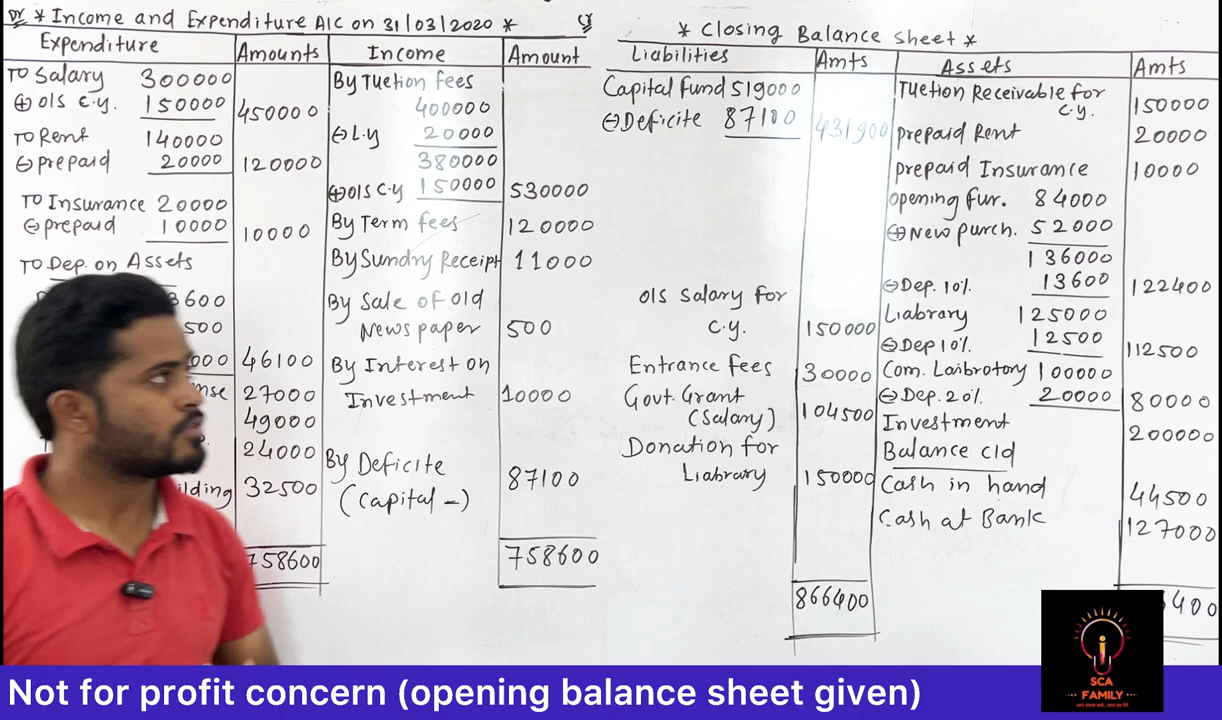 Dr * Income and Expenditure A/C on 31/03/2020 * Cr
Expenditure Amounts Income Amount
To Salary 300000
⊕ o/s c.y. 150000 450000
To Rent 140000
⊖ prepaid 20000 120000
To Insurance 20000
⊖ prepaid 10000 10000
To Dep. on Assets
3600
500
000 46100
nse 27000
49000
24000
ilding 32500
758600
By Tuetion fees
400000
⊖ L.y 20000
380000
⊕ o/s c.y 150000 530000
By Term fees 120000
By Sundry Receipt 11000
By Sale of old
News paper 500
By Interest on
Investment 10000
By Deficite 87100
(Capital -)
758600
* Closing Balance sheet *
Liabilities Amts Assets Amts
Capital Fund 519000
⊖ Deficite 87100 431900
o/s Salary for
c.y. 150000
Entrance fees 30000
Govt. Grant
(Salary) 104500
Donation for
Liabrary 150000
866400
Tuetion Receivable for
c.y. 150000
prepaid Rent 20000
prepaid Insurance 10000
opening fur. 84000
⊕ New purch. 52000
136000
⊖ Dep. 10% 13600 122400
Liabrary 125000
⊖ Dep 10% 12500 112500
Com. Laibrotory 100000
⊖ Dep. 20% 20000 80000
Investment 200000
Balance c/d
Cash in hand 44500
Cash at Bank 127000
6400
SCA
FAMILY
Not for profit concern (opening balance sheet given)